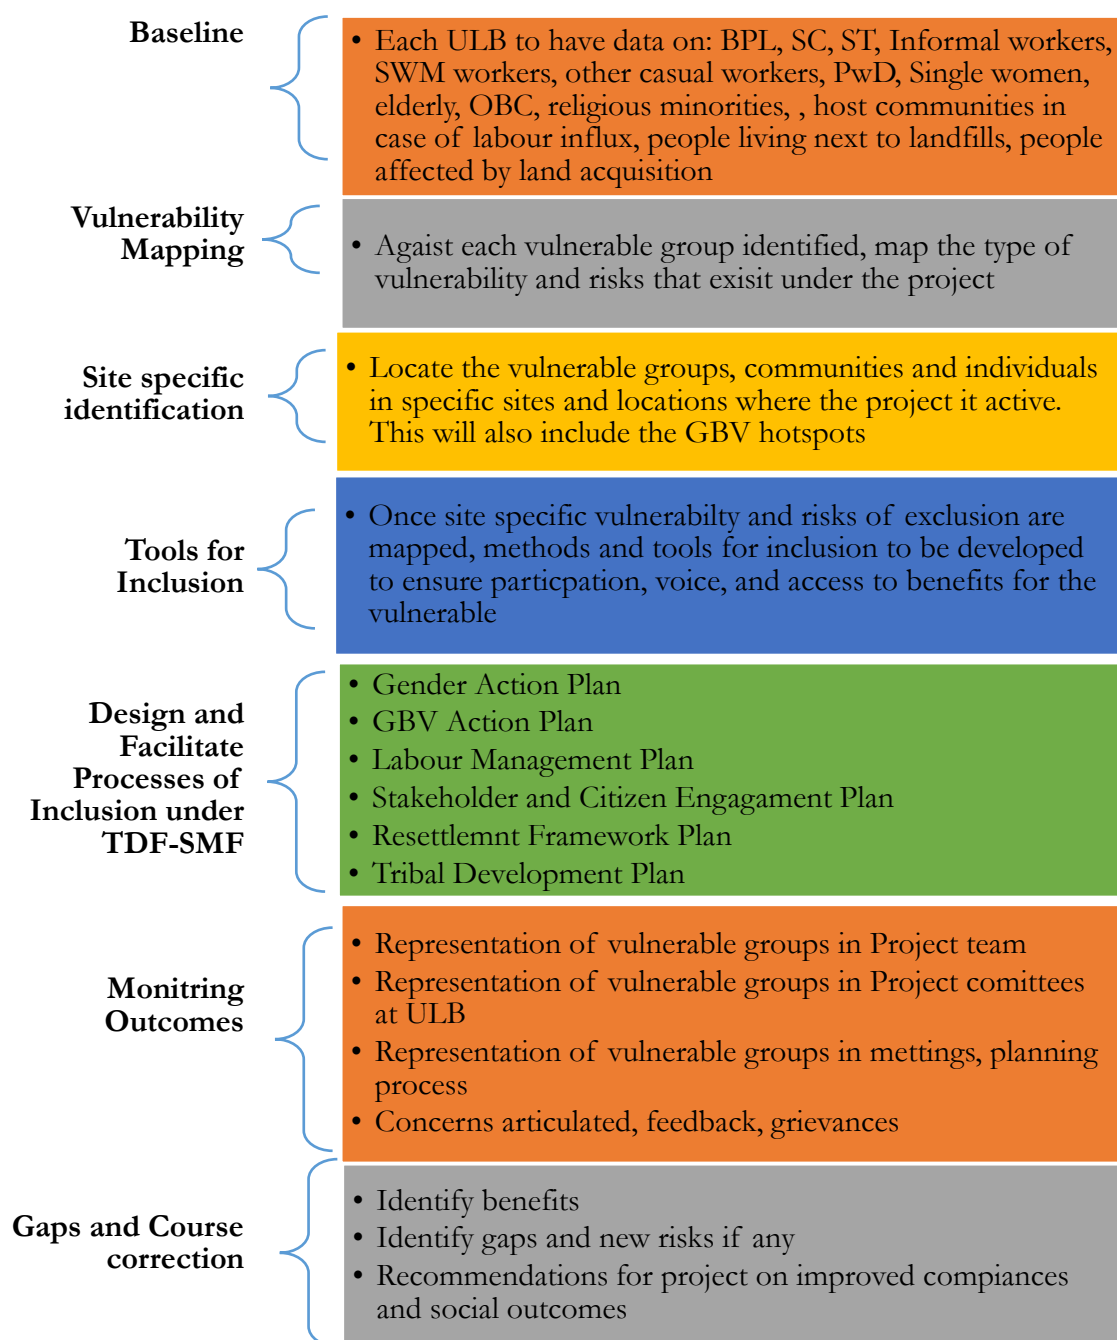 Baseline
• Each ULB to have data on: BPL, SC, ST, Informal workers,
SWM workers, other casual workers, PwD, Single women,
elderly, OBC, religious minorities, , host communities in
case of labour influx, people living next to landfills, people
affected by land acquisition
Vulnerability
Mapping
• Agaist each vulnerable group identified, map the type of
vulnerability and risks that exisit under the project
Site specific
identification
• Locate the vulnerable groups, communities and individuals
in specific sites and locations where the project it active.
This will also include the GBV hotspots
Tools for
Inclusion
• Once site specific vulnerabilty and risks of exclusion are
mapped, methods and tools for inclusion to be developed
to ensure particpation, voice, and access to benefits for the
vulnerable
Design and
Facilitate
Processes of
Inclusion under
TDF-SMF
• Gender Action Plan
• GBV Action Plan
• Labour Management Plan
• Stakeholder and Citizen Engagament Plan
• Resettlemnt Framework Plan
• Tribal Development Plan
Monitring
Outcomes
• Representation of vulnerable groups in Project team
• Representation of vulnerable groups in Project comittees
at ULB
• Representation of vulnerable groups in mettings, planning
process
• Concerns articulated, feedback, grievances
Gaps and Course
correction
• Identify benefits
• Identify gaps and new risks if any
• Recommendations for project on improved compiances
and social outcomes